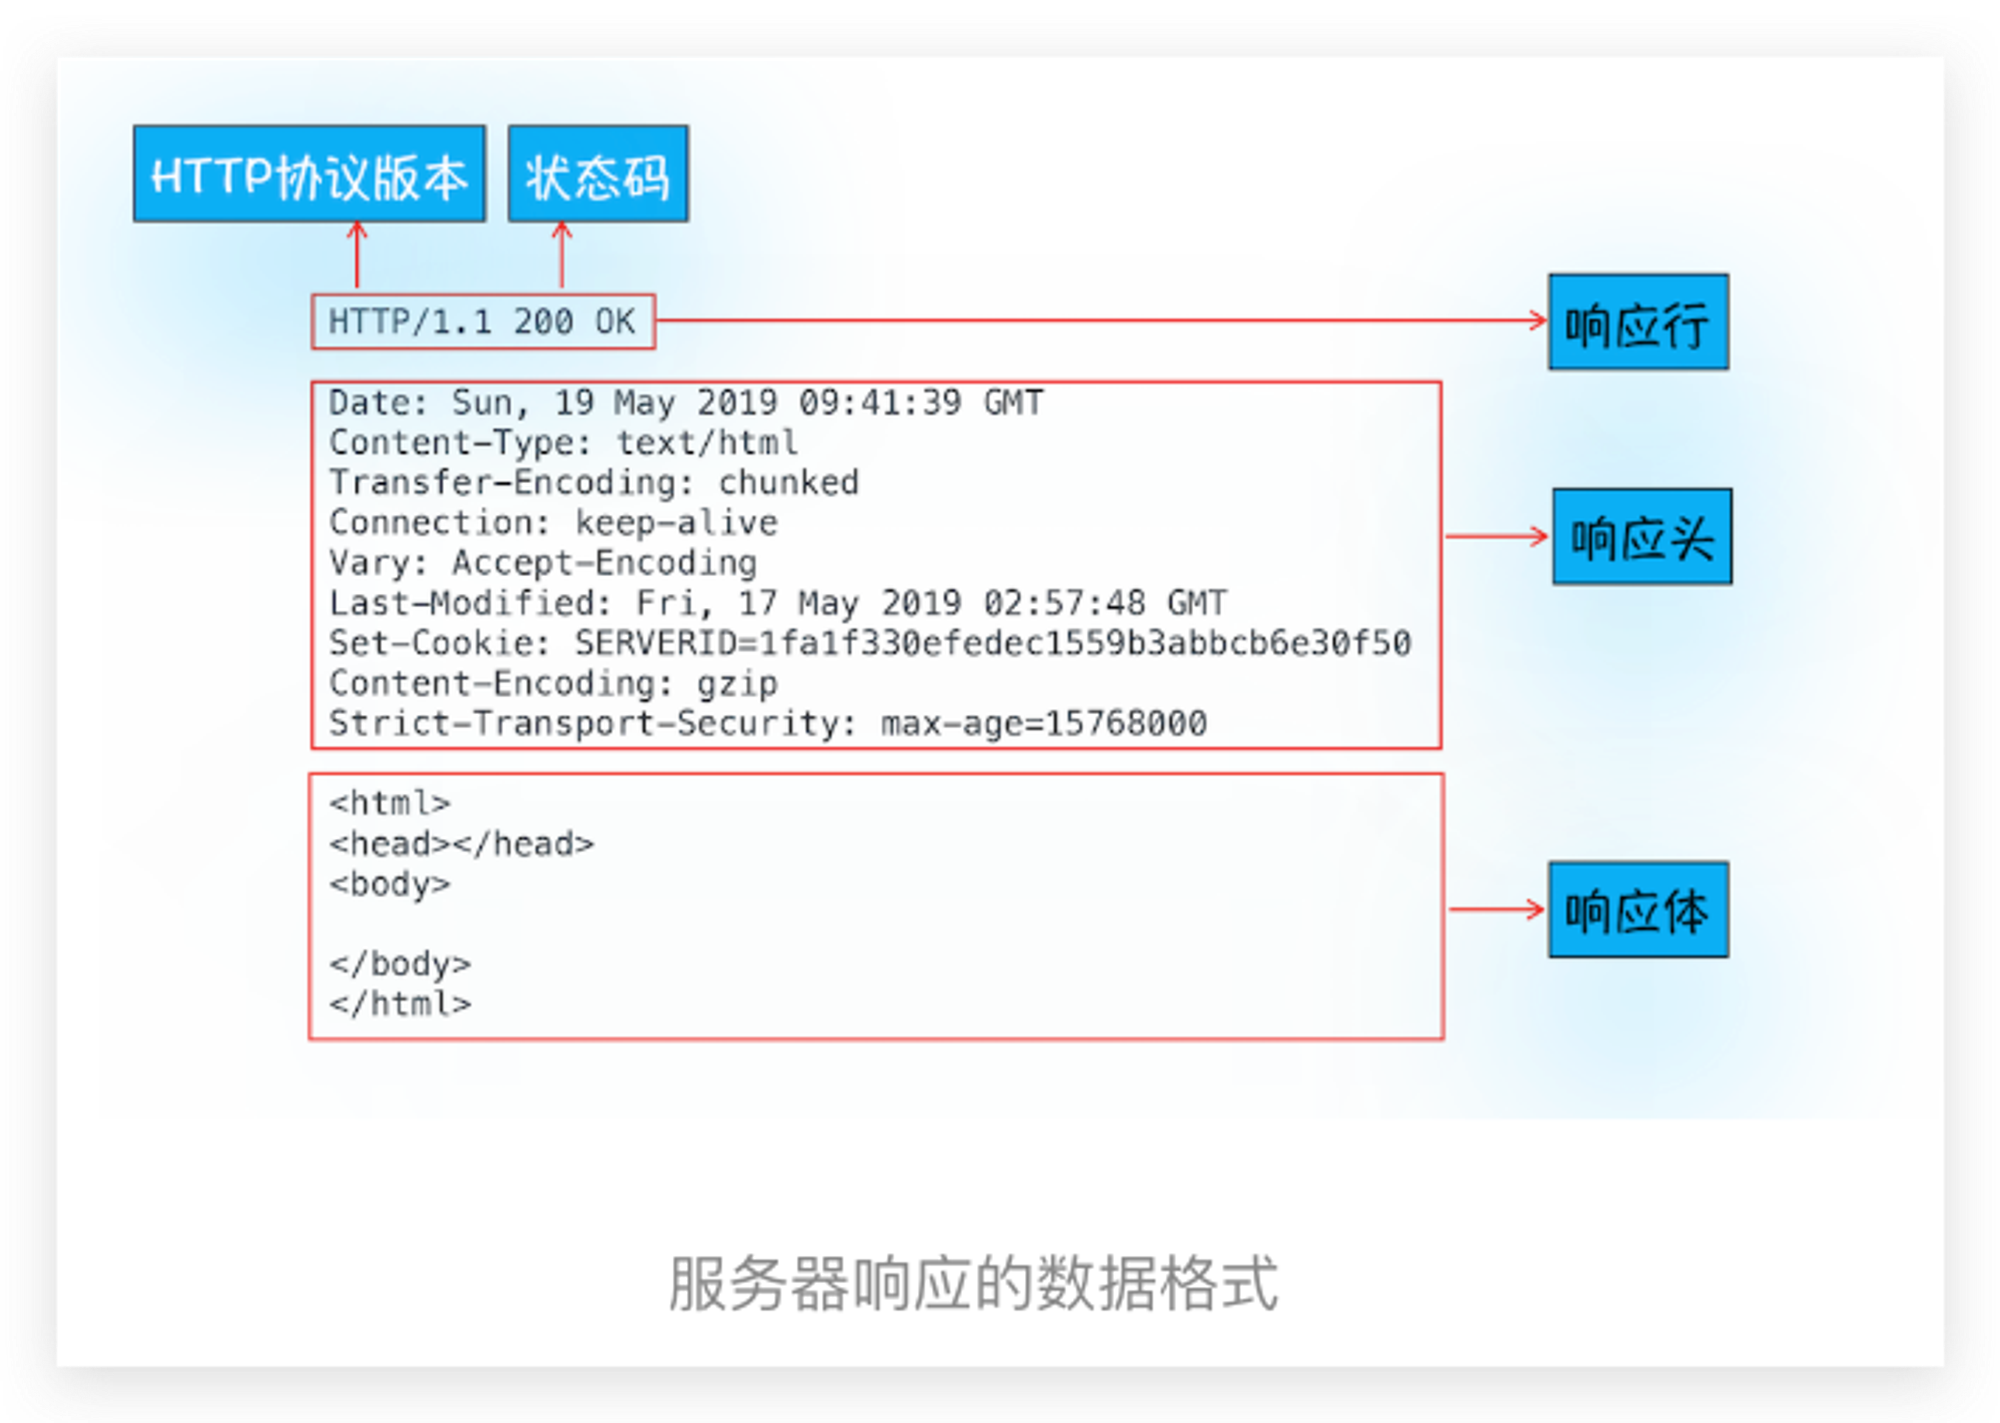 HTTP协议版本 状态码
HTTP/1.1 200 OK
响应行
Date: Sun, 19 May 2019 09:41:39 GMT
Content-Type: text/html
Transfer-Encoding: chunked
Connection: keep-alive
Vary: Accept-Encoding
Last-Modified: Fri, 17 May 2019 02:57:48 GMT
Set-Cookie: SERVERID=1fa1f330efedec1559b3abbcb6e30f50
Content-Encoding: gzip
Strict-Transport-Security: max-age=15768000
响应头
<html>
<head></head>
<body>
</body>
</html>
响应体
服务器响应的数据格式